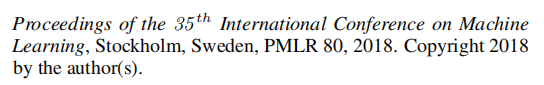 Proceedings of the 35th International Conference on Machine
Learning, Stockholm, Sweden, PMLR 80, 2018. Copyright 2018
by the author(s).